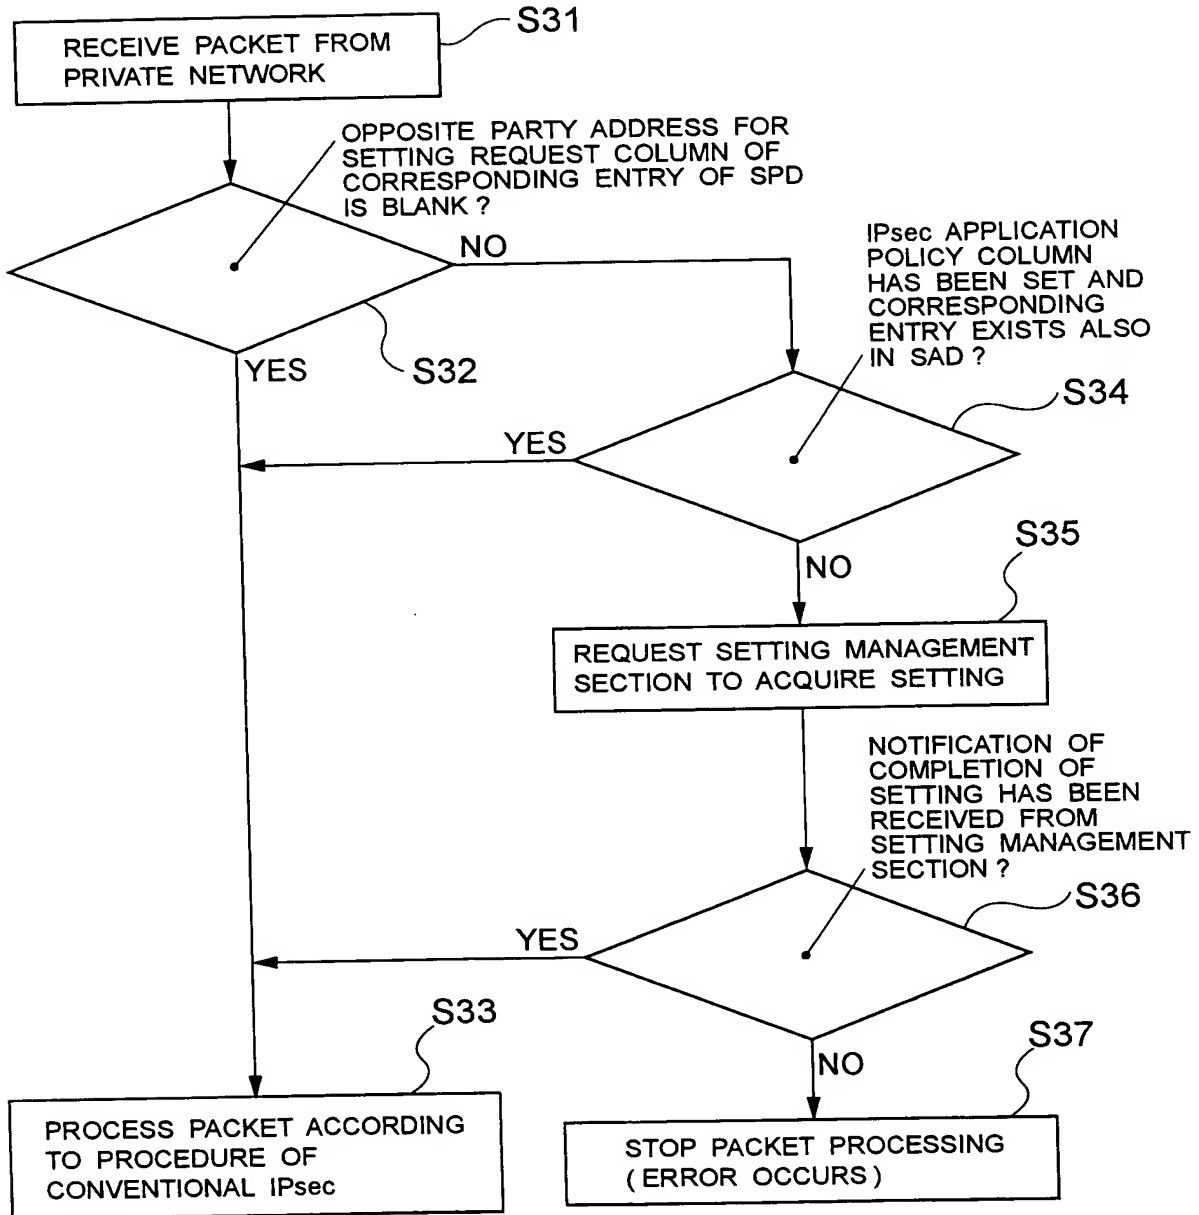 S31
RECEIVE PACKET FROM
PRIVATE NETWORK
OPPOSITE PARTY ADDRESS FOR
SETTING REQUEST COLUMN OF
CORRESPONDING ENTRY OF SPD
IS BLANK ?
NO
YES
S32
IPsec APPLICATION
POLICY COLUMN
HAS BEEN SET AND
CORRESPONDING
ENTRY EXISTS ALSO
IN SAD ?
S34
YES
NO
S35
REQUEST SETTING MANAGEMENT
SECTION TO ACQUIRE SETTING
NOTIFICATION OF
COMPLETION OF
SETTING HAS BEEN
RECEIVED FROM
SETTING MANAGEMENT
SECTION ?
S36
YES
NO
S33
PROCESS PACKET ACCORDING
TO PROCEDURE OF
CONVENTIONAL IPsec
S37
STOP PACKET PROCESSING
( ERROR OCCURS )